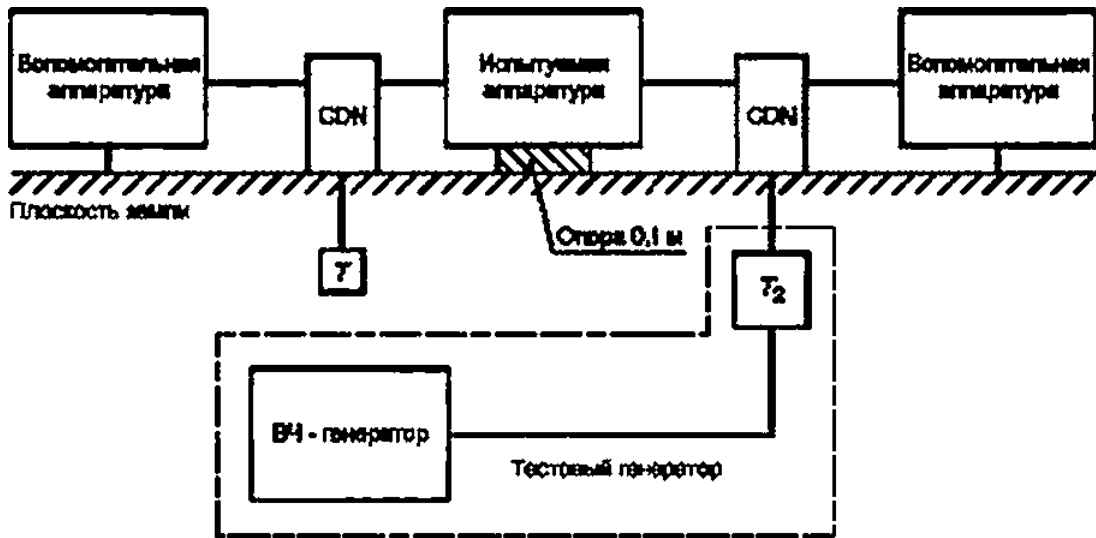 Вспомогательная
аппаратура
CDN
Испытуемая
аппаратура
CDN
Вспомогательная
аппаратура
Плоскость земли
Опора 0,1 м
T
T2
ВЧ - генератор
Тестовый генератор